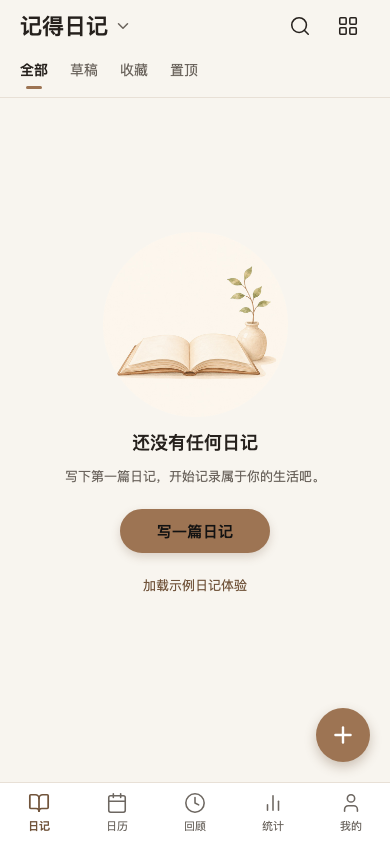 记得日记
全部 草稿 收藏 置顶
还没有任何日记
写下第一篇日记，开始记录属于你的生活吧。
写一篇日记
加载示例日记体验
日记 日历 回顾 统计 我的